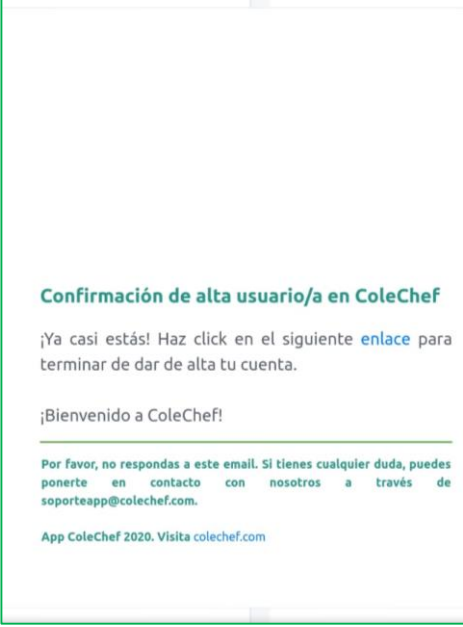 Confirmación de alta usuario/a en ColeChef
¡Ya casi estás! Haz click en el siguiente enlace para
terminar de dar de alta tu cuenta.
¡Bienvenido a ColeChef!
Por favor, no respondas a este email. Si tienes cualquier duda, puedes
ponerte en contacto con nosotros a través de
soporteapp@colechef.com.
App ColeChef 2020. Visita colechef.com